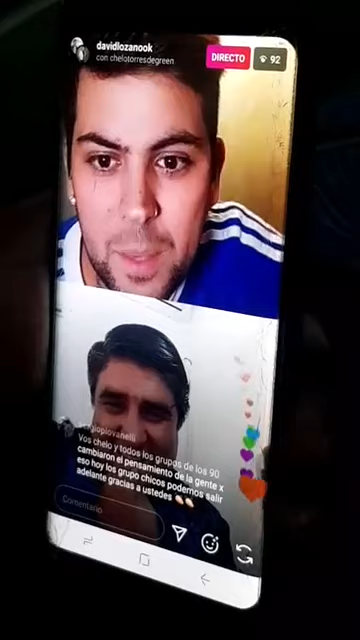 davidlozanook
con chelotorresdegreen
DIRECTO
92
Vos chelo y todos los grupos de los 90
cambiaron el pensamiento de la gente x
eso hoy los grupo chicos podemos salir
adelante gracias a ustedes
Comentario